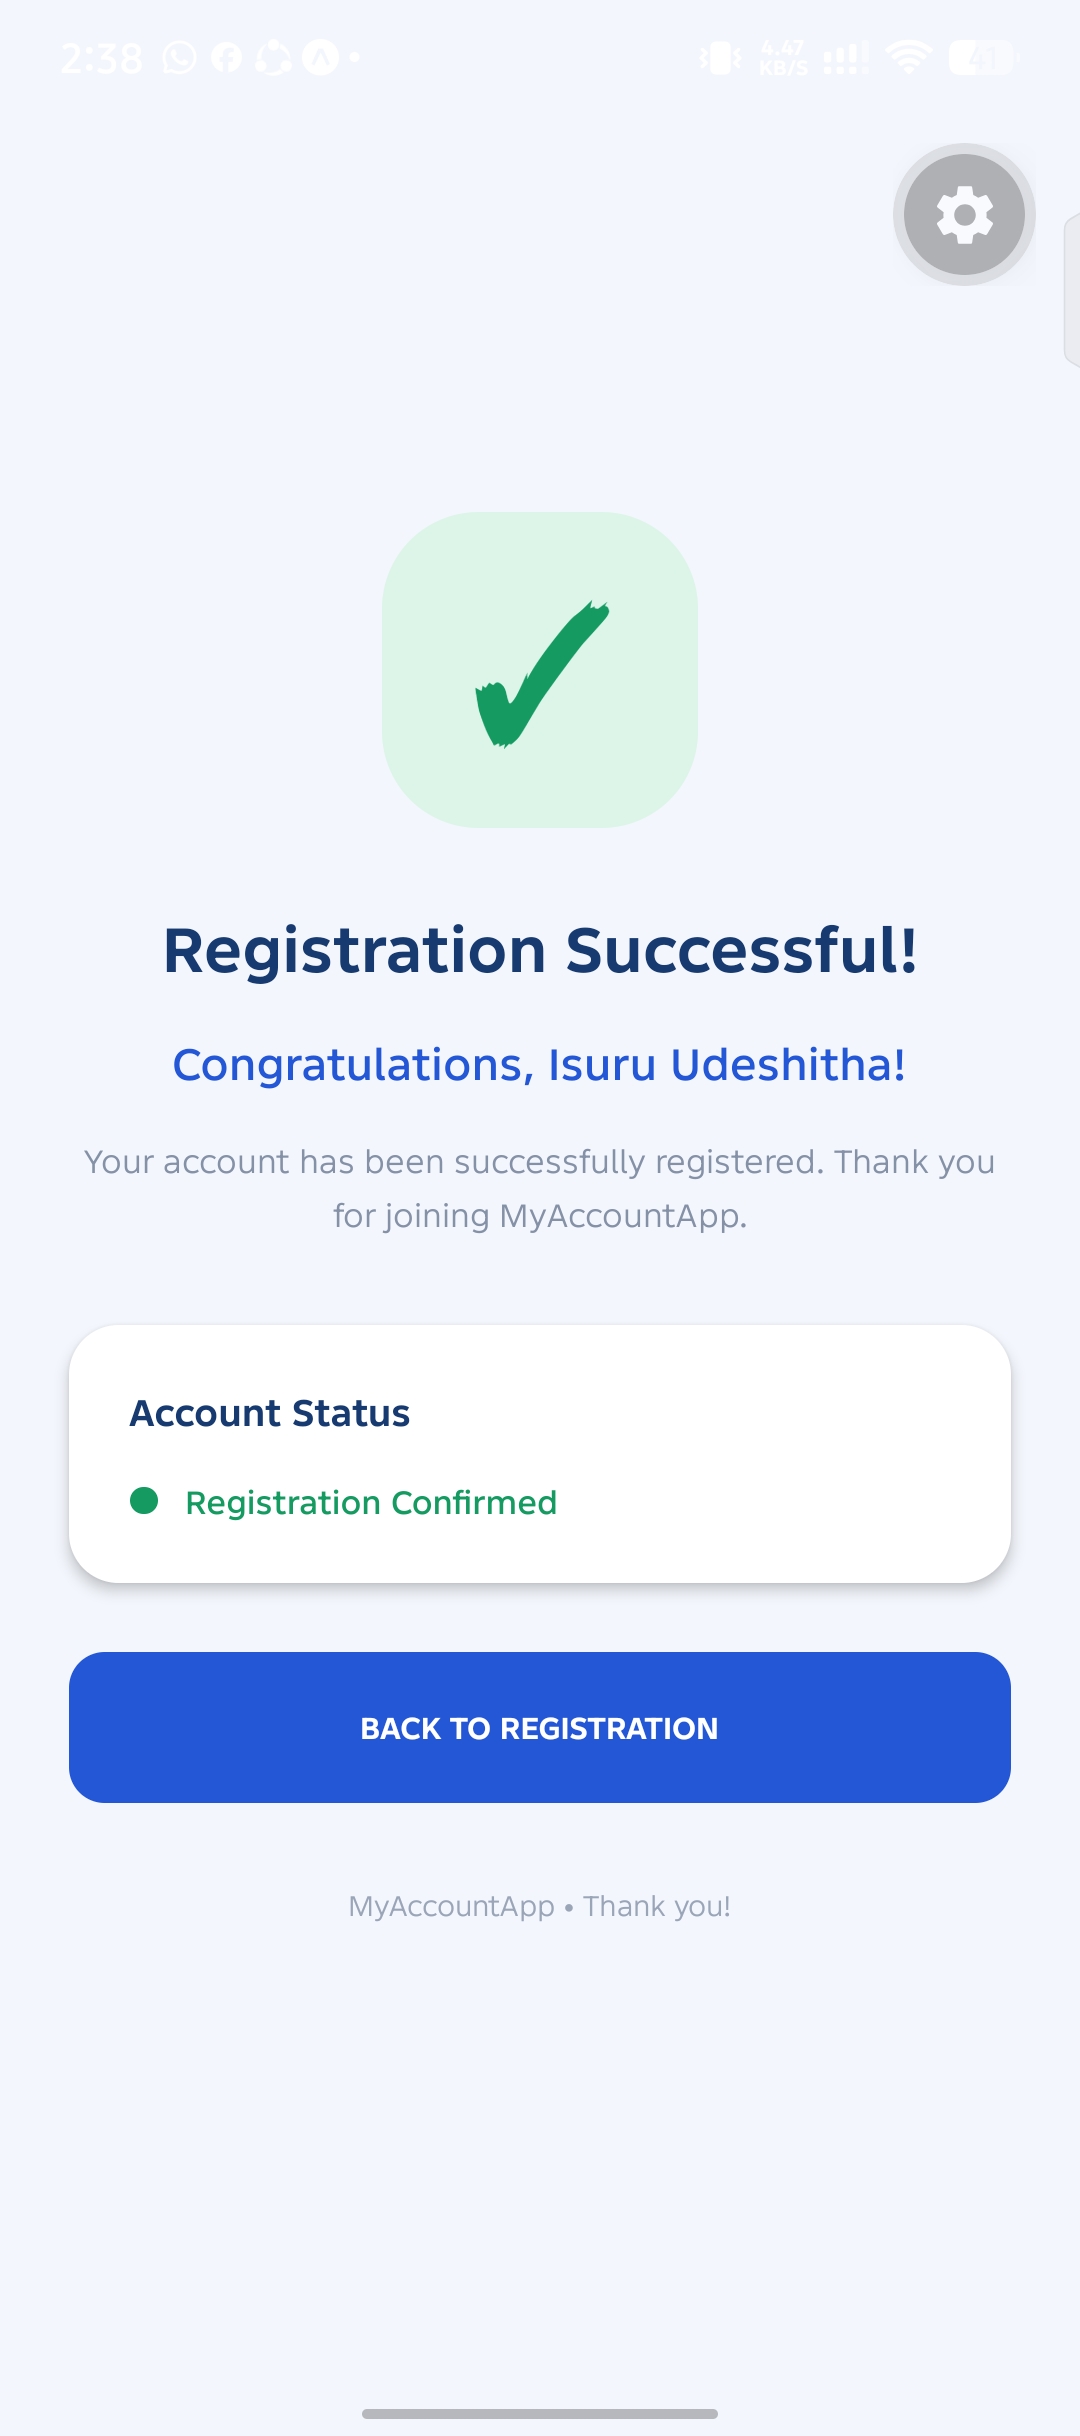 2:38
4.47
KB/S
41
Registration Successful!
Congratulations, Isuru Udeshitha!
Your account has been successfully registered. Thank you
for joining MyAccountApp.
Account Status
Registration Confirmed
BACK TO REGISTRATION
MyAccountApp • Thank you!